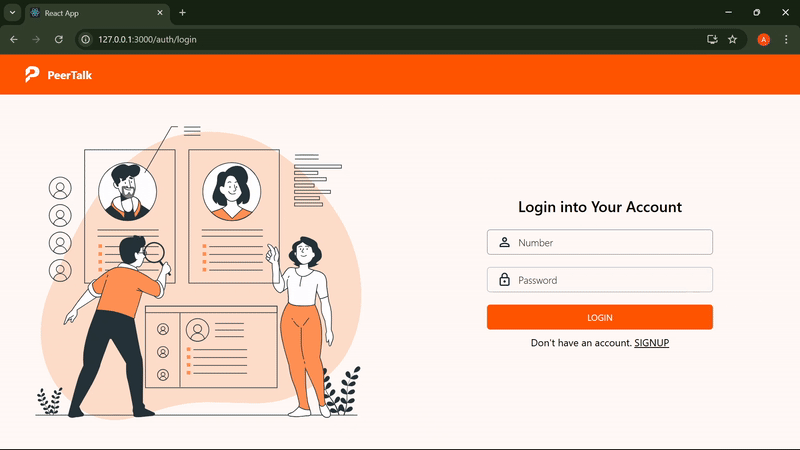 React App
127.0.0.1:3000/auth/login
A
PeerTalk
Login into Your Account
Number
Password
LOGIN
Don't have an account. SIGNUP